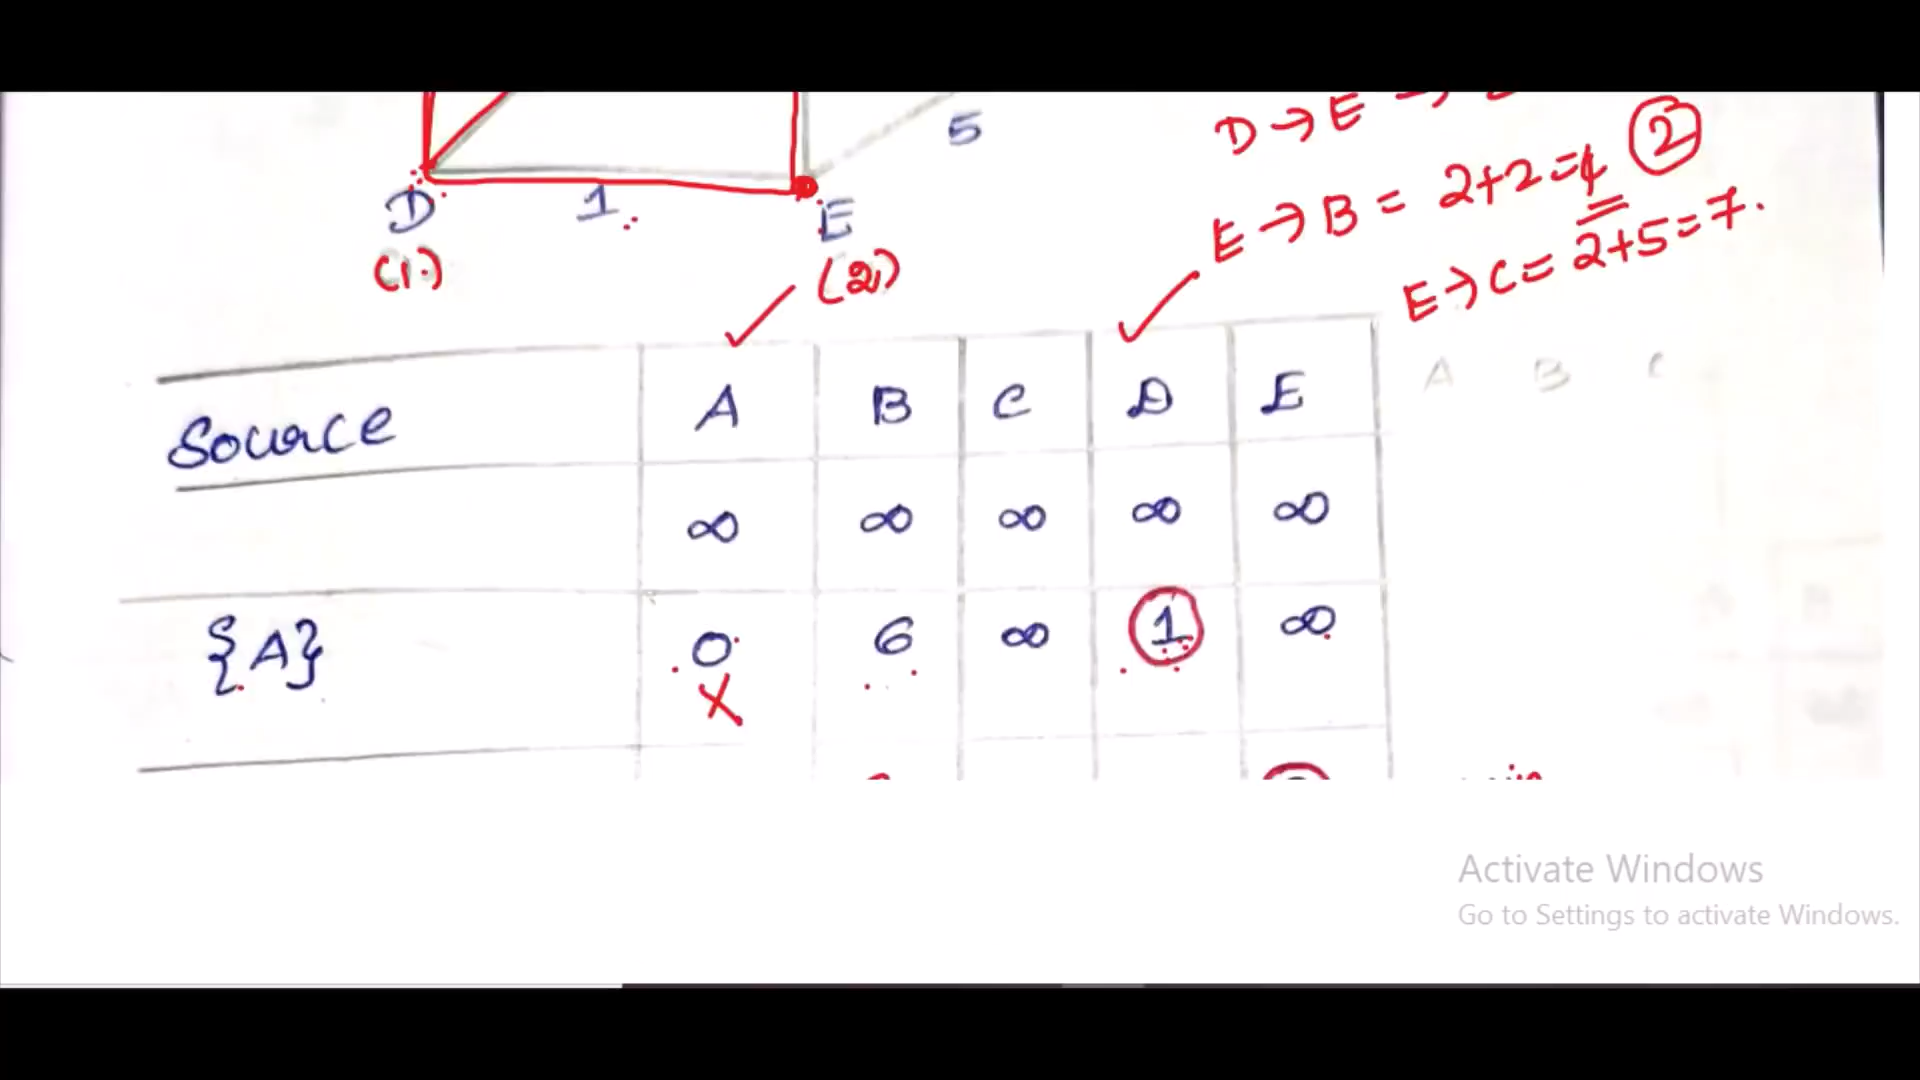 5
D → E →
E → B = 2+2=4 (2)
E → C = 2+5=7.
D 1. E
(1.) (2)
Source A B C D E
∞ ∞ ∞ ∞ ∞
{A} 0 6 ∞ 1 ∞
X
A B C
Activate Windows
Go to Settings to activate Windows.